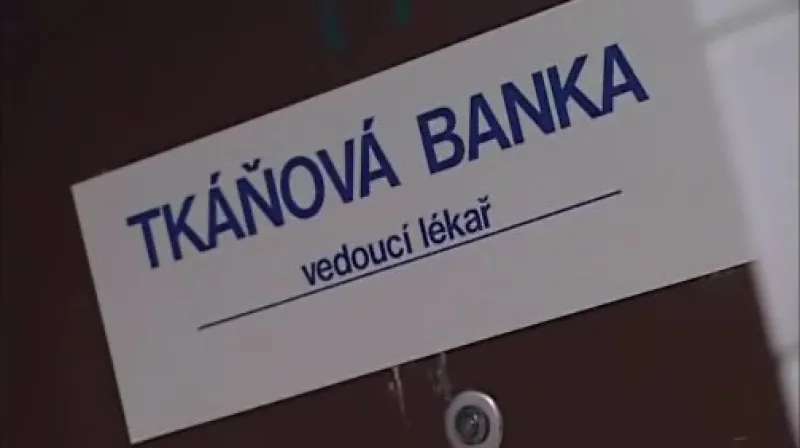 TKÁŇOVÁ BANKA
vedoucí lékař